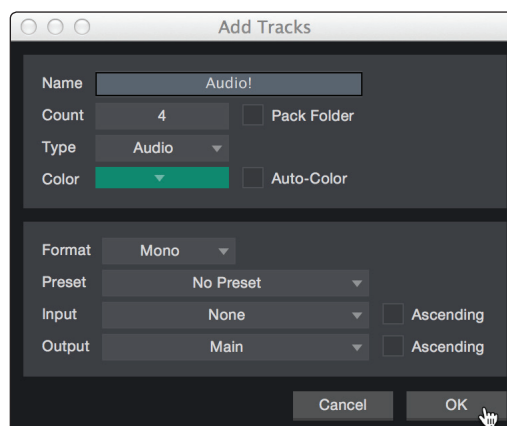 Add Tracks
Name Audio!
Count 4 Pack Folder
Type Audio
Color Auto-Color
Format Mono
Preset No Preset
Input None Ascending
Output Main Ascending
Cancel OK